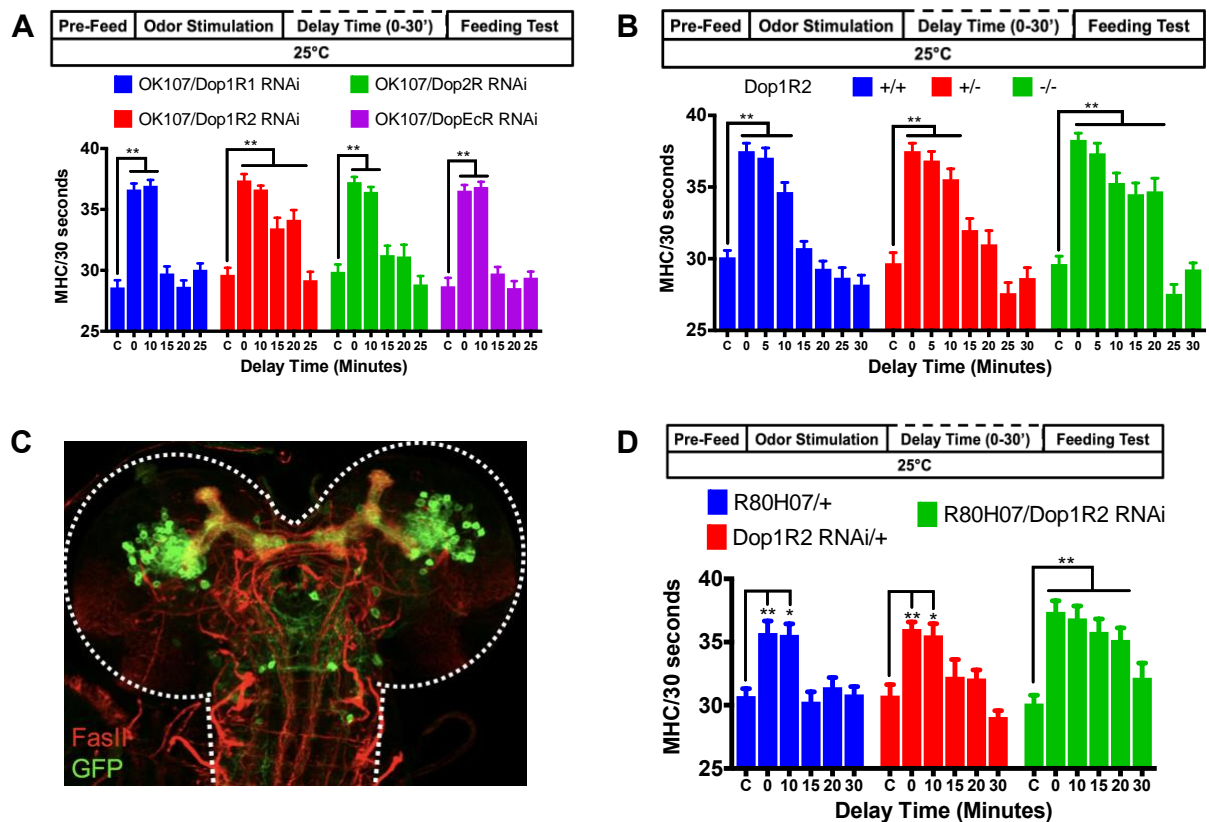 A
Pre-Feed Odor Stimulation Delay Time (0-30') Feeding Test
25°C
OK107/Dop1R1 RNAi OK107/Dop2R RNAi
OK107/Dop1R2 RNAi OK107/DopEcR RNAi
** ** ** **
MHC/30 seconds
40
35
30
25
C 0 10 15 20 25 C 0 10 15 20 25 C 0 10 15 20 25 C 0 10 15 20 25
Delay Time (Minutes)
B
Pre-Feed Odor Stimulation Delay Time (0-30') Feeding Test
25°C
Dop1R2 +/+ +/- -/-
** ** **
MHC/30 seconds
40
35
30
25
C 0 5 10 15 20 25 30 C 0 5 10 15 20 25 30 C 0 5 10 15 20 25 30
Delay Time (Minutes)
C
FasII
GFP
D
Pre-Feed Odor Stimulation Delay Time (0-30') Feeding Test
25°C
R80H07/+ R80H07/Dop1R2 RNAi
Dop1R2 RNAi/+
** * ** * **
MHC/30 seconds
40
35
30
25
C 0 10 15 20 30 C 0 10 15 20 30 C 0 10 15 20 30
Delay Time (Minutes)